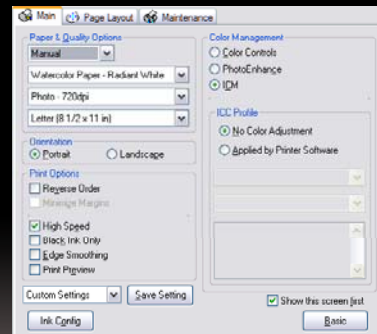 Main
Page Layout
Maintenance
Paper & Quality Options
Manual
Watercolor Paper - Radiant White
Photo - 720dpi
Letter (8 1/2 x 11 in)
Orientation
Portrait
Landscape
Print Options
Reverse Order
Minimize Margins
High Speed
Black Ink Only
Edge Smoothing
Print Preview
Custom Settings
Save Setting
Ink Config
Color Management
Color Controls
PhotoEnhance
ICM
ICC Profile
No Color Adjustment
Applied by Printer Software
Show this screen first
Basic